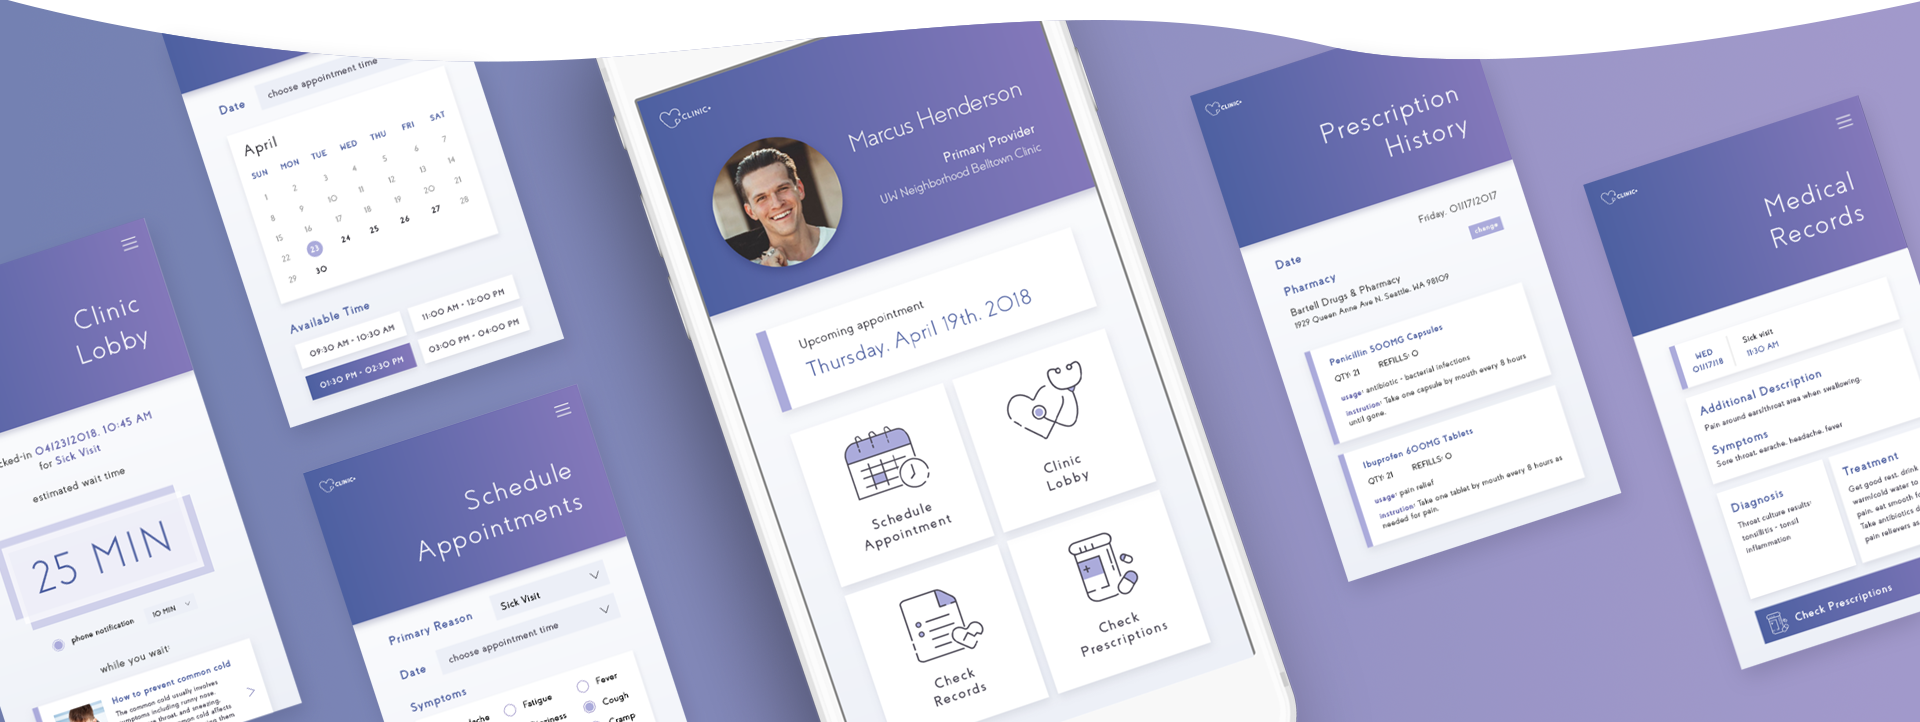 Clinic
Lobby
cked-in 04/23/2018, 10:45 AM
for Sick Visit
estimated wait time
25 MIN
phone notification
10 MIN
while you wait:
How to prevent common cold
The common cold usually involves
symptoms including runny nose,
throat, and sneezing.
common cold affects
them
Date
choose appointment time
April
SUN MON TUE WED THU FRI SAT
1 2 3 4 5 6 7
8 9 10 11 12 13 14
15 16 17 18 19 20 21
22 23 24 25 26 27 28
29 30
Available Time
09:30 AM - 10:30 AM
11:00 AM - 12:00 PM
01:30 PM - 02:30 PM
03:00 PM - 04:00 PM
CLINIC+
Schedule
Appointments
Primary Reason
Sick Visit
Date
choose appointment time
Symptoms
ache
Fatigue
Fever
Cough
Cramp
CLINIC+
Marcus Henderson
Primary Provider
UW Neighborhood Belltown Clinic
Upcoming appointment
Thursday. April 19th. 2018
Schedule
Appointment
Clinic
Lobby
Check
Records
Check
Prescriptions
CLINIC+
Prescription
History
Date
Friday. 01/17/2017
change
Pharmacy
Bartell Drugs & Pharmacy
1929 Queen Anne Ave N. Seattle. WA 98109
Penicillin 500MG Capsules
QTY: 21 REFILLS: 0
usage: antibiotic - bacterial infections
instrution: Take one capsule by mouth every 8 hours
until gone.
Ibuprofen 600MG Tablets
QTY: 21 REFILLS: 0
usage: pain relief
instrution: Take one tablet by mouth every 8 hours as
needed for pain.
CLINIC+
Medical
Records
WED
01/17/18
Sick visit
11:30 AM
Additional Description
Pain around ears/throat area when swallowing.
Symptoms
Sore throat, earache, headache, fever
Diagnosis
Throat culture results:
tonsillitis - tonsil
inflammation
Treatment
Get good rest, drink
warm/cold water to
pain, eat smooth fo
Take antibiotics d
pain relievers as
Check Prescriptions